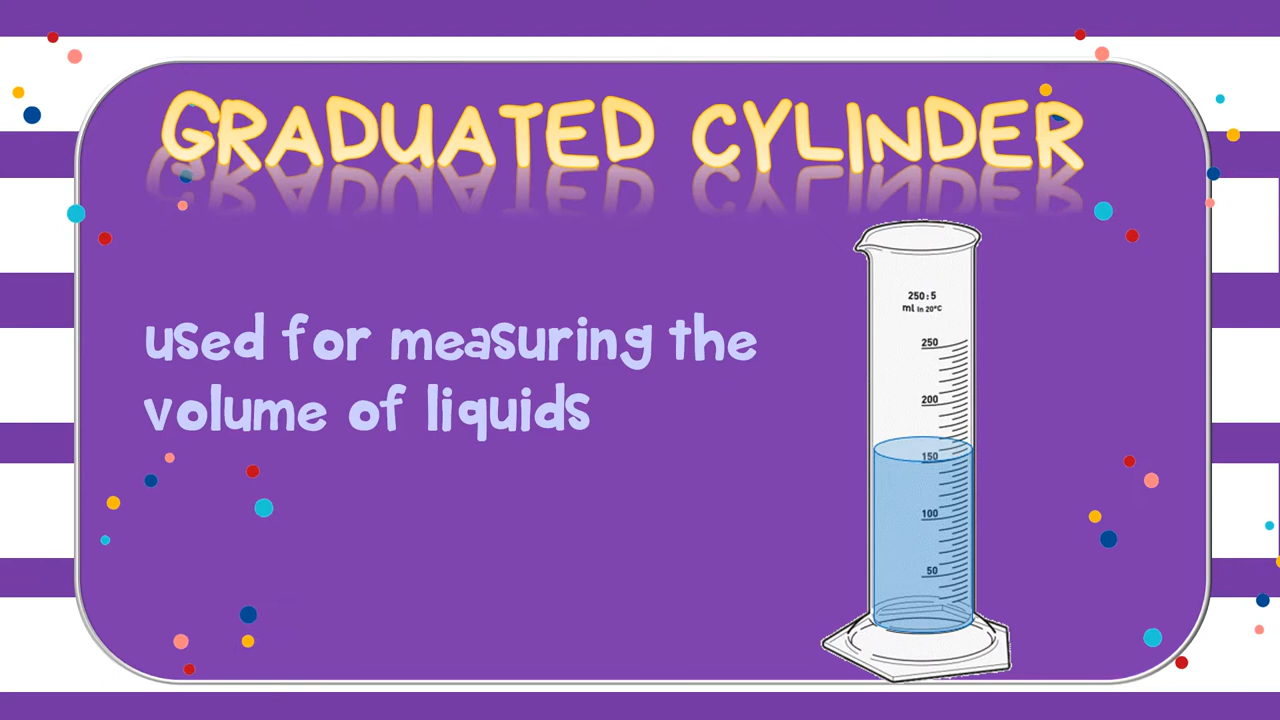 GRADUATED CYLINDER
used for measuring the
volume of liquids
250:5
ml in 20°C
250
200
150
100
50